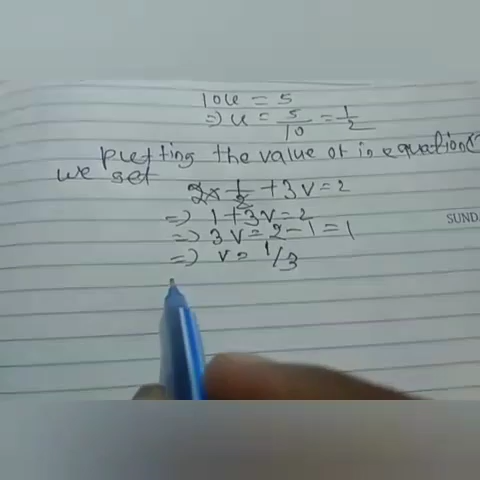 10u = 5
=> u = 5/10 = 1/2
putting the value of in equation(
we get
2 × 1/2 + 3v = 2
=> 1 + 3v = 2
=> 3v = 2 - 1 = 1
=> v = 1/3
SUND